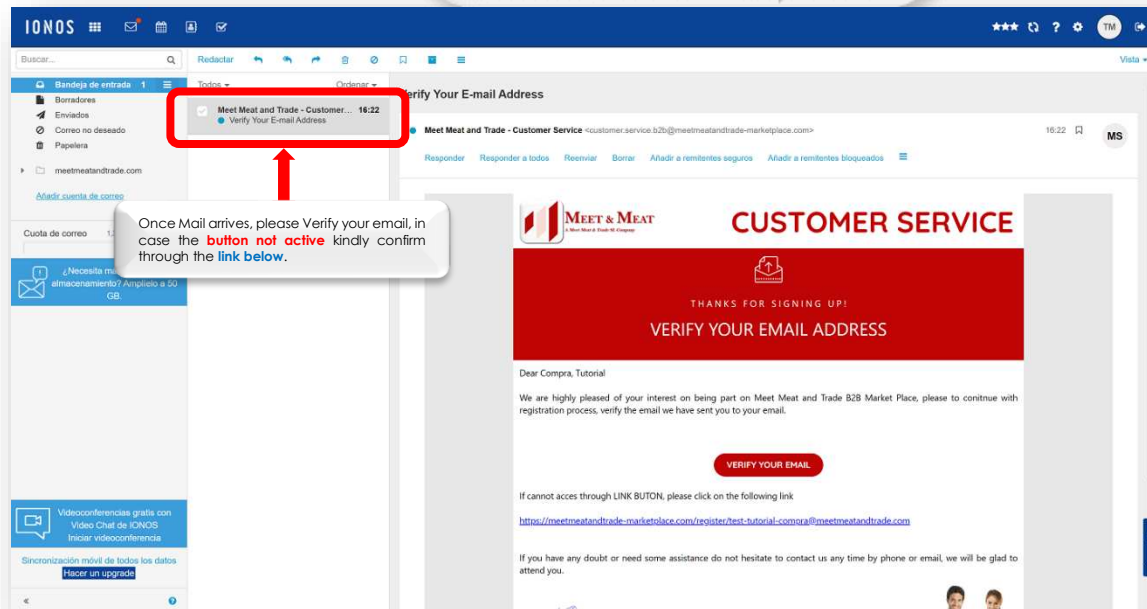 IONOS
TM
Buscar...
Redactar
Vista
Bandeja de entrada 1
Borradores
Enviados
Correo no deseado
Papelera
meetmeatandtrade.com
Añadir cuenta de correo
Cuota de correo
Todos
Ordenar
Meet Meat and Trade - Customer... 16:22
Verify Your E-mail Address
Once Mail arrives, please Verify your email, in
case the button not active kindly confirm
through the link below.
¿Necesita
almacenamiento? Amplíelo a 50
GB.
Videoconferencias gratis con
Video Chat de IONOS
Iniciar videoconferencia
Sincronización móvil de todos los datos
Hacer un upgrade
Verify Your E-mail Address
Meet Meat and Trade - Customer Service <customer.service.b2b@meetmeatandtrade-marketplace.com>
16:22
MS
Responder Responder a todos Reenviar Borrar Añadir a remitentes seguros Añadir a remitentes bloqueados
MEET & MEAT
A Meet Meat & Trade SL Company
CUSTOMER SERVICE
THANKS FOR SIGNING UP!
VERIFY YOUR EMAIL ADDRESS
Dear Compra, Tutorial
We are highly pleased of your interest on being part on Meet Meat and Trade B2B Market Place, please to conitnue with
registration process, verify the email we have sent you to your email.
VERIFY YOUR EMAIL
If cannot acces through LINK BUTON, please click on the following link
https://meetmeatandtrade-marketplace.com/register/test-tutorial-compra@meetmeatandtrade.com
If you have any doubt or need some assistance do not hesitate to contact us any time by phone or email, we will be glad to
attend you.